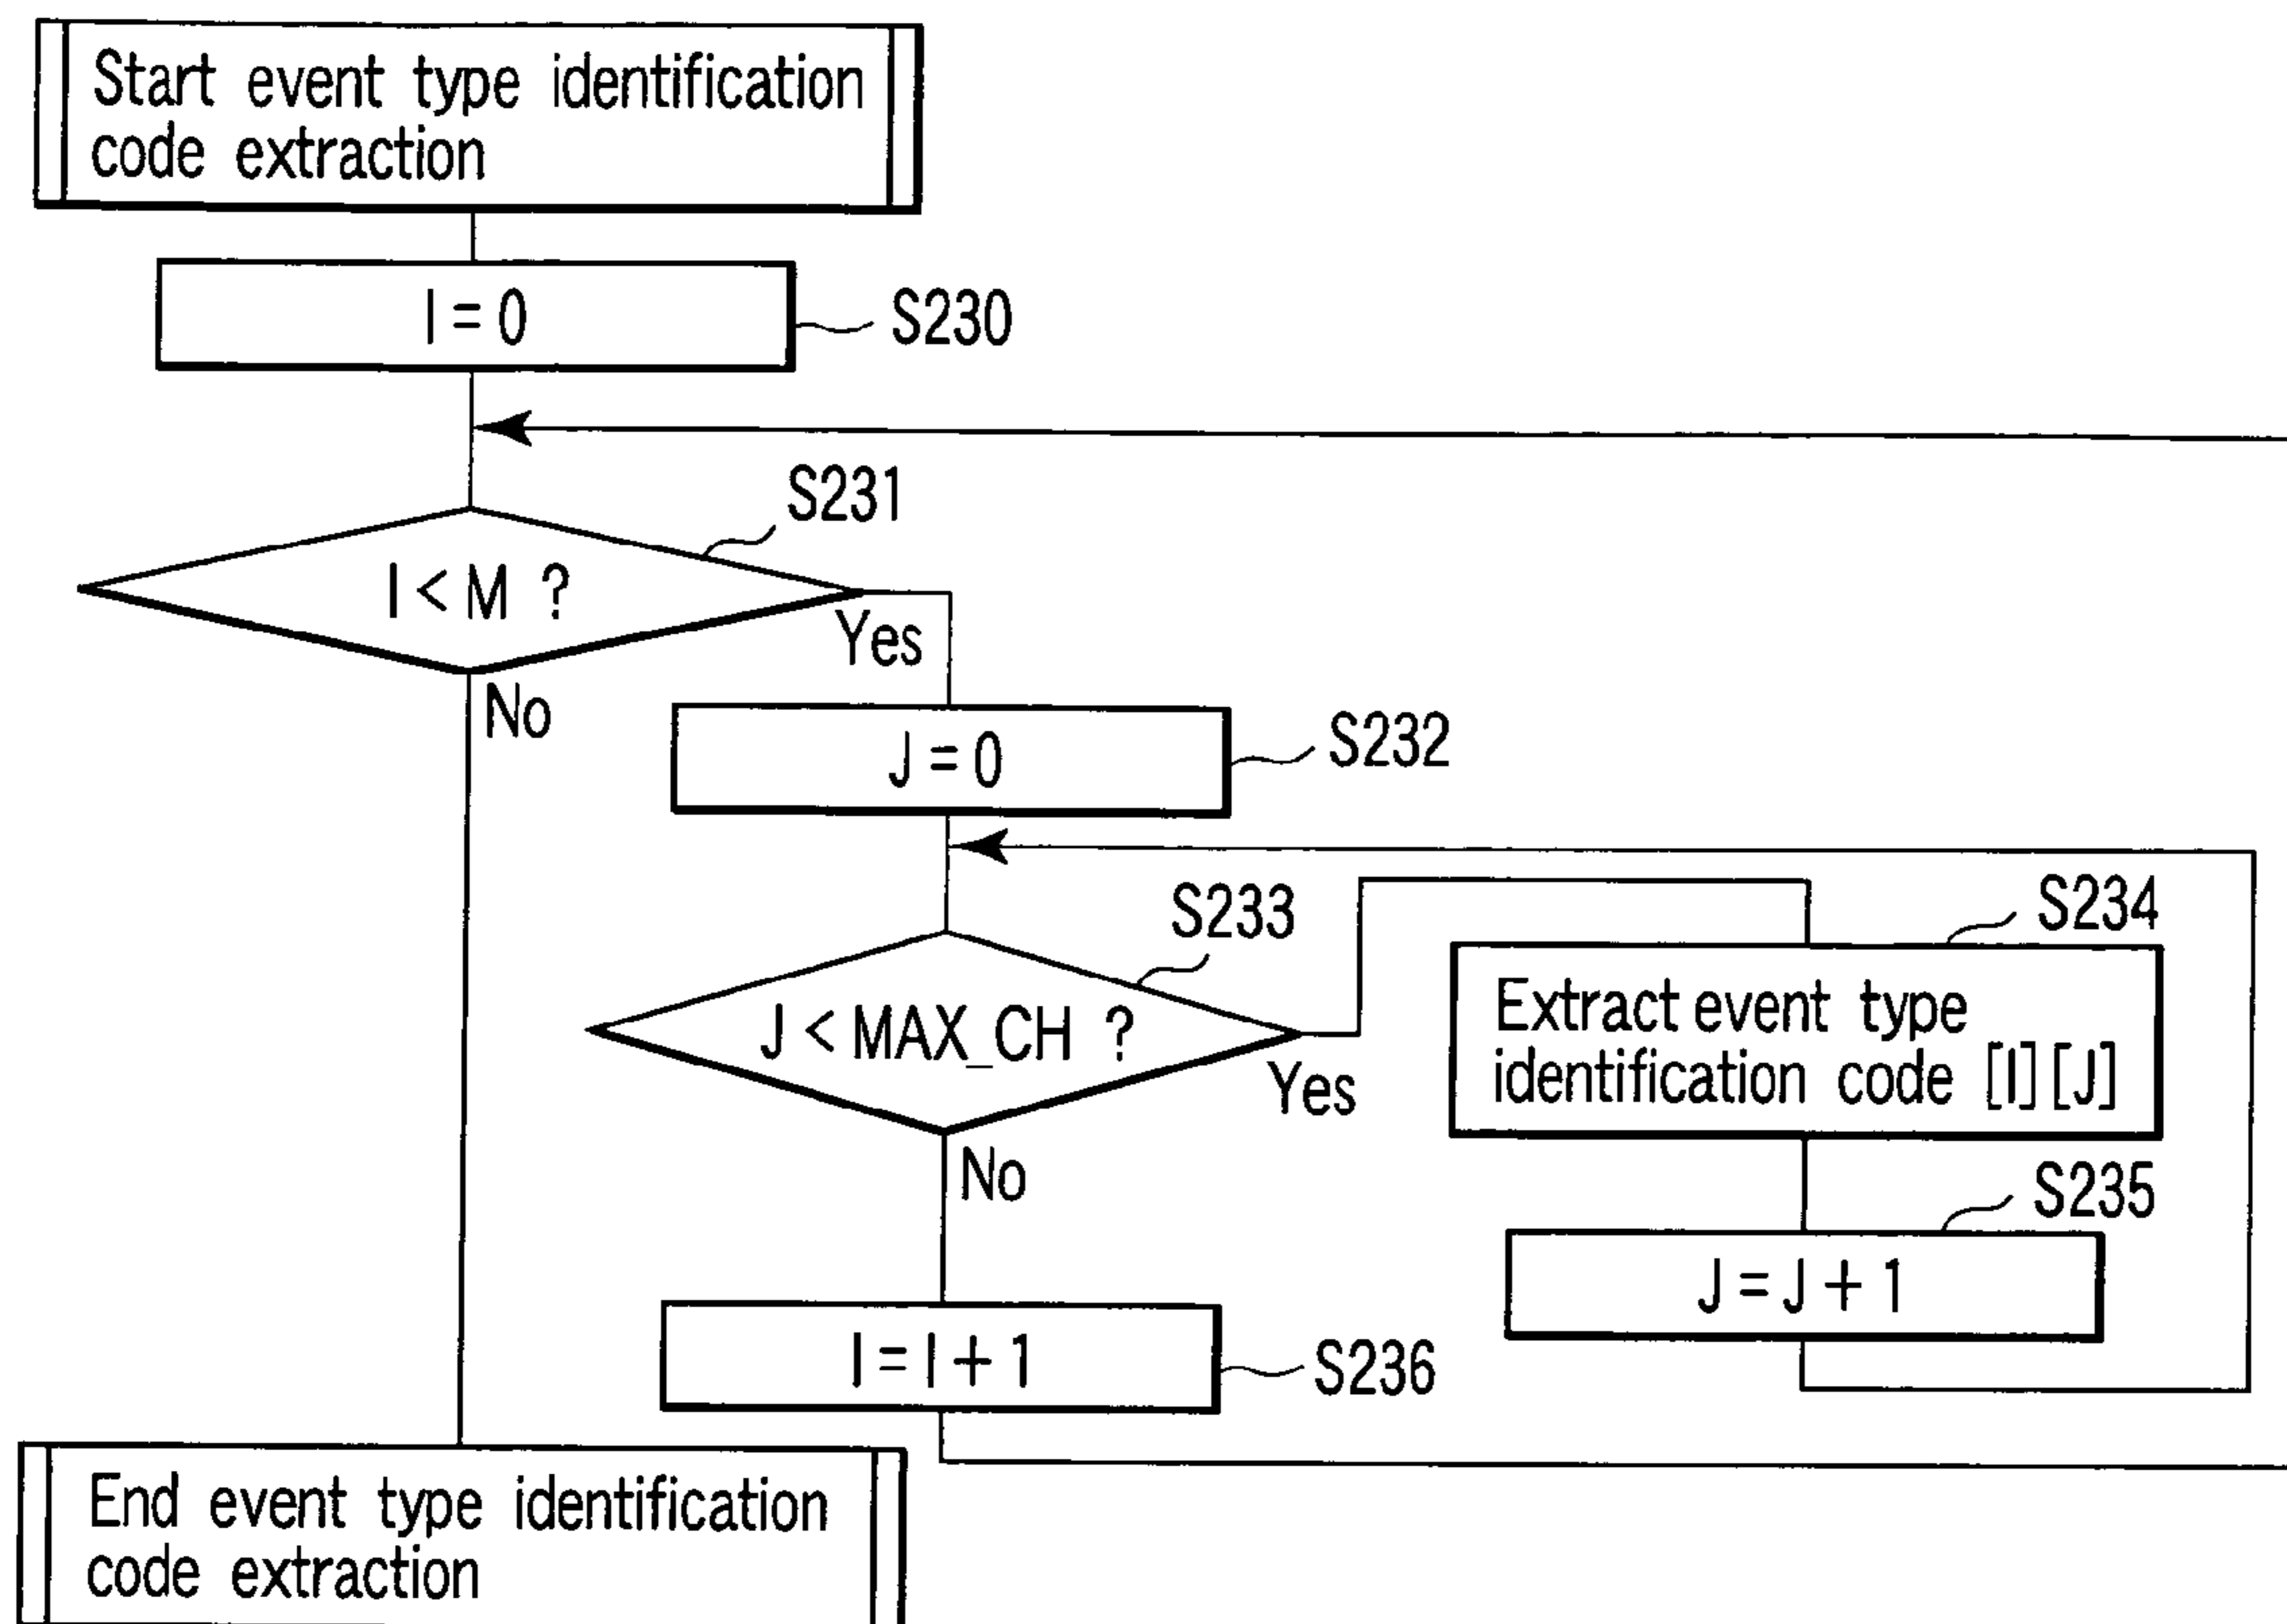 Start event type identification
code extraction
I = 0
S230
S231
I < M ?
Yes
No
J = 0
S232
S233
J < MAX_CH ?
Yes
No
S234
Extract event type
identification code [I][J]
S235
J = J + 1
I = I + 1
S236
End event type identification
code extraction